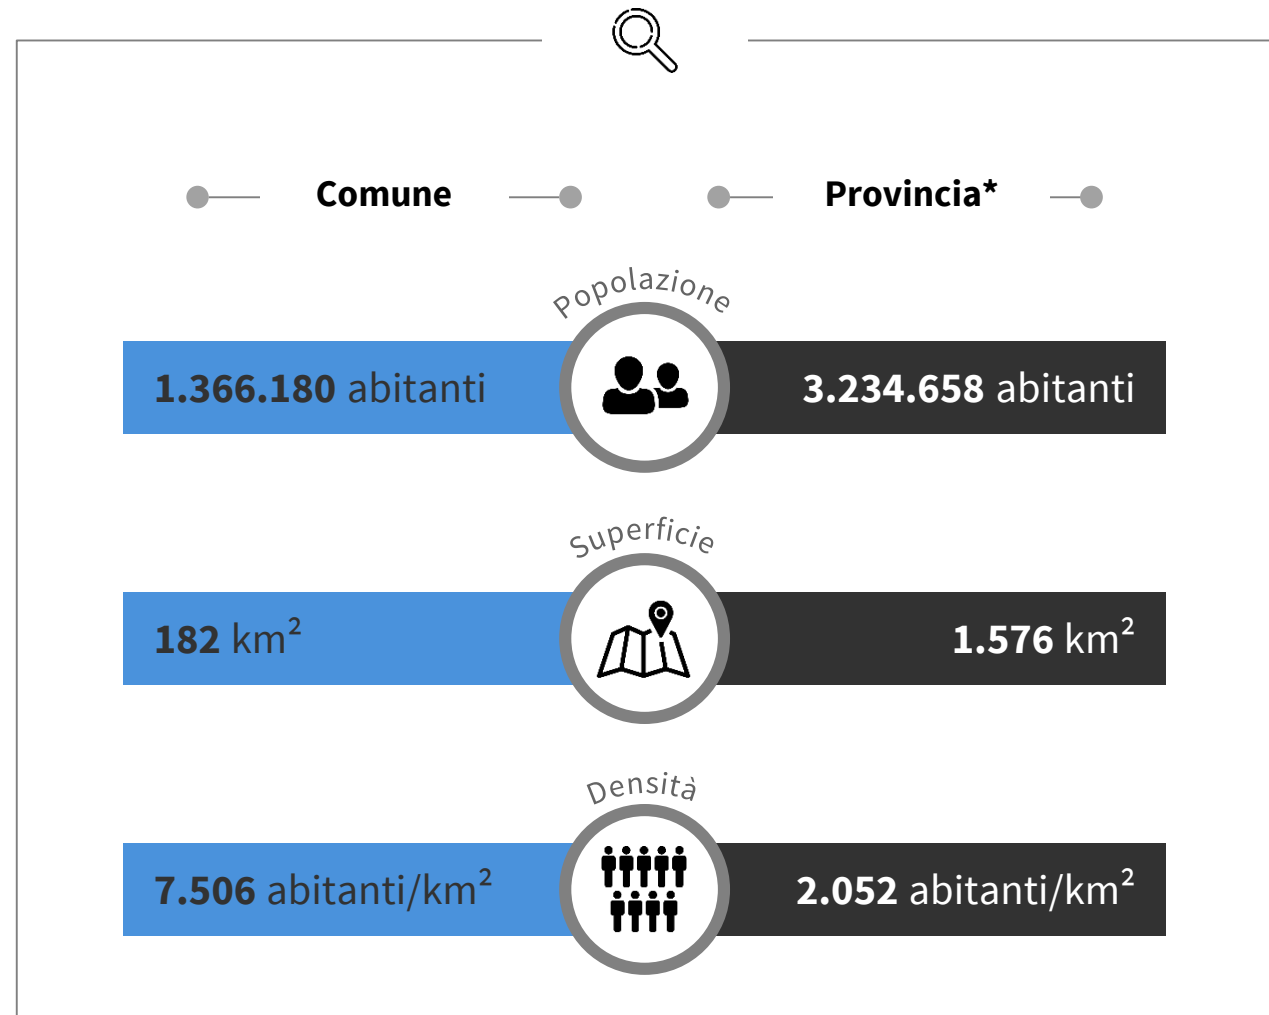 Comune
Provincia*
Popolazione
1.366.180 abitanti
3.234.658 abitanti
Superficie
182 km²
1.576 km²
Densità
7.506 abitanti/km²
2.052 abitanti/km²